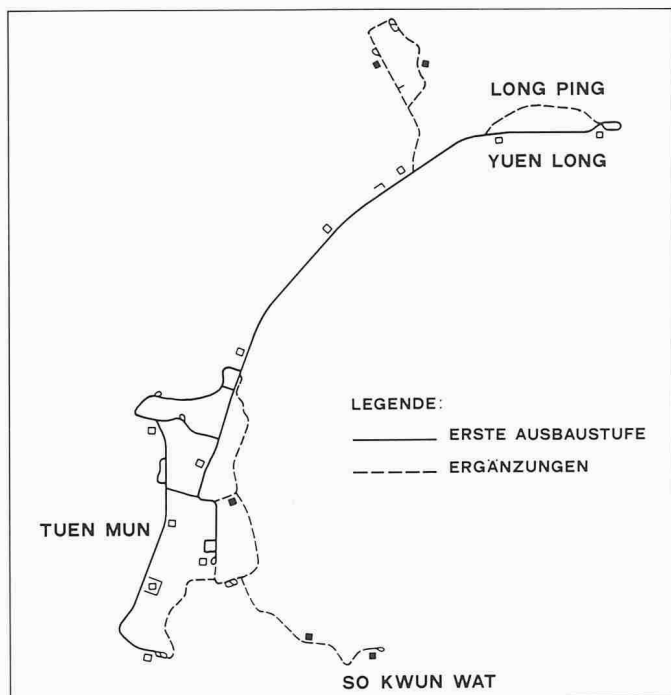 LONG PING
YUEN LONG
LEGENDE:
ERSTE AUSBAUSTUFE
ERGÄNZUNGEN
TUEN MUN
SO KWUN WAT